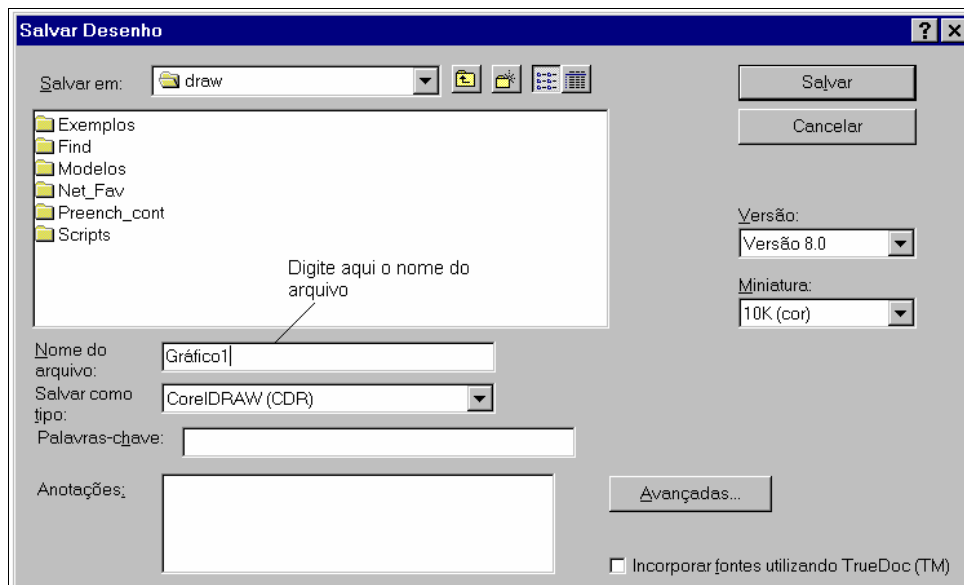 Salvar Desenho
Salvar em:
draw
Salvar
Cancelar
Exemplos
Find
Modelos
Net_Fav
Preench_cont
Scripts
Digite aqui o nome do
arquivo
Versão:
Versão 8.0
Miniatura:
10K (cor)
Nome do
arquivo:
Gráfico1
Salvar como
tipo:
CorelDRAW (CDR)
Palavras-chave:
Anotações:
Avançadas...
Incorporar fontes utilizando TrueDoc (TM)